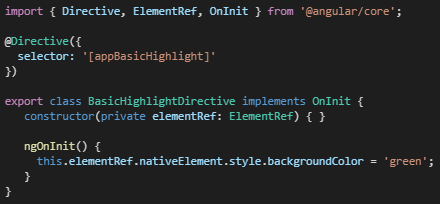 import { Directive, ElementRef, OnInit } from '@angular/core';
@Directive({
selector: '[appBasicHighlight]'
})
export class BasicHighlightDirective implements OnInit {
constructor(private elementRef: ElementRef) { }
ngOnInit() {
this.elementRef.nativeElement.style.backgroundColor = 'green';
}
}